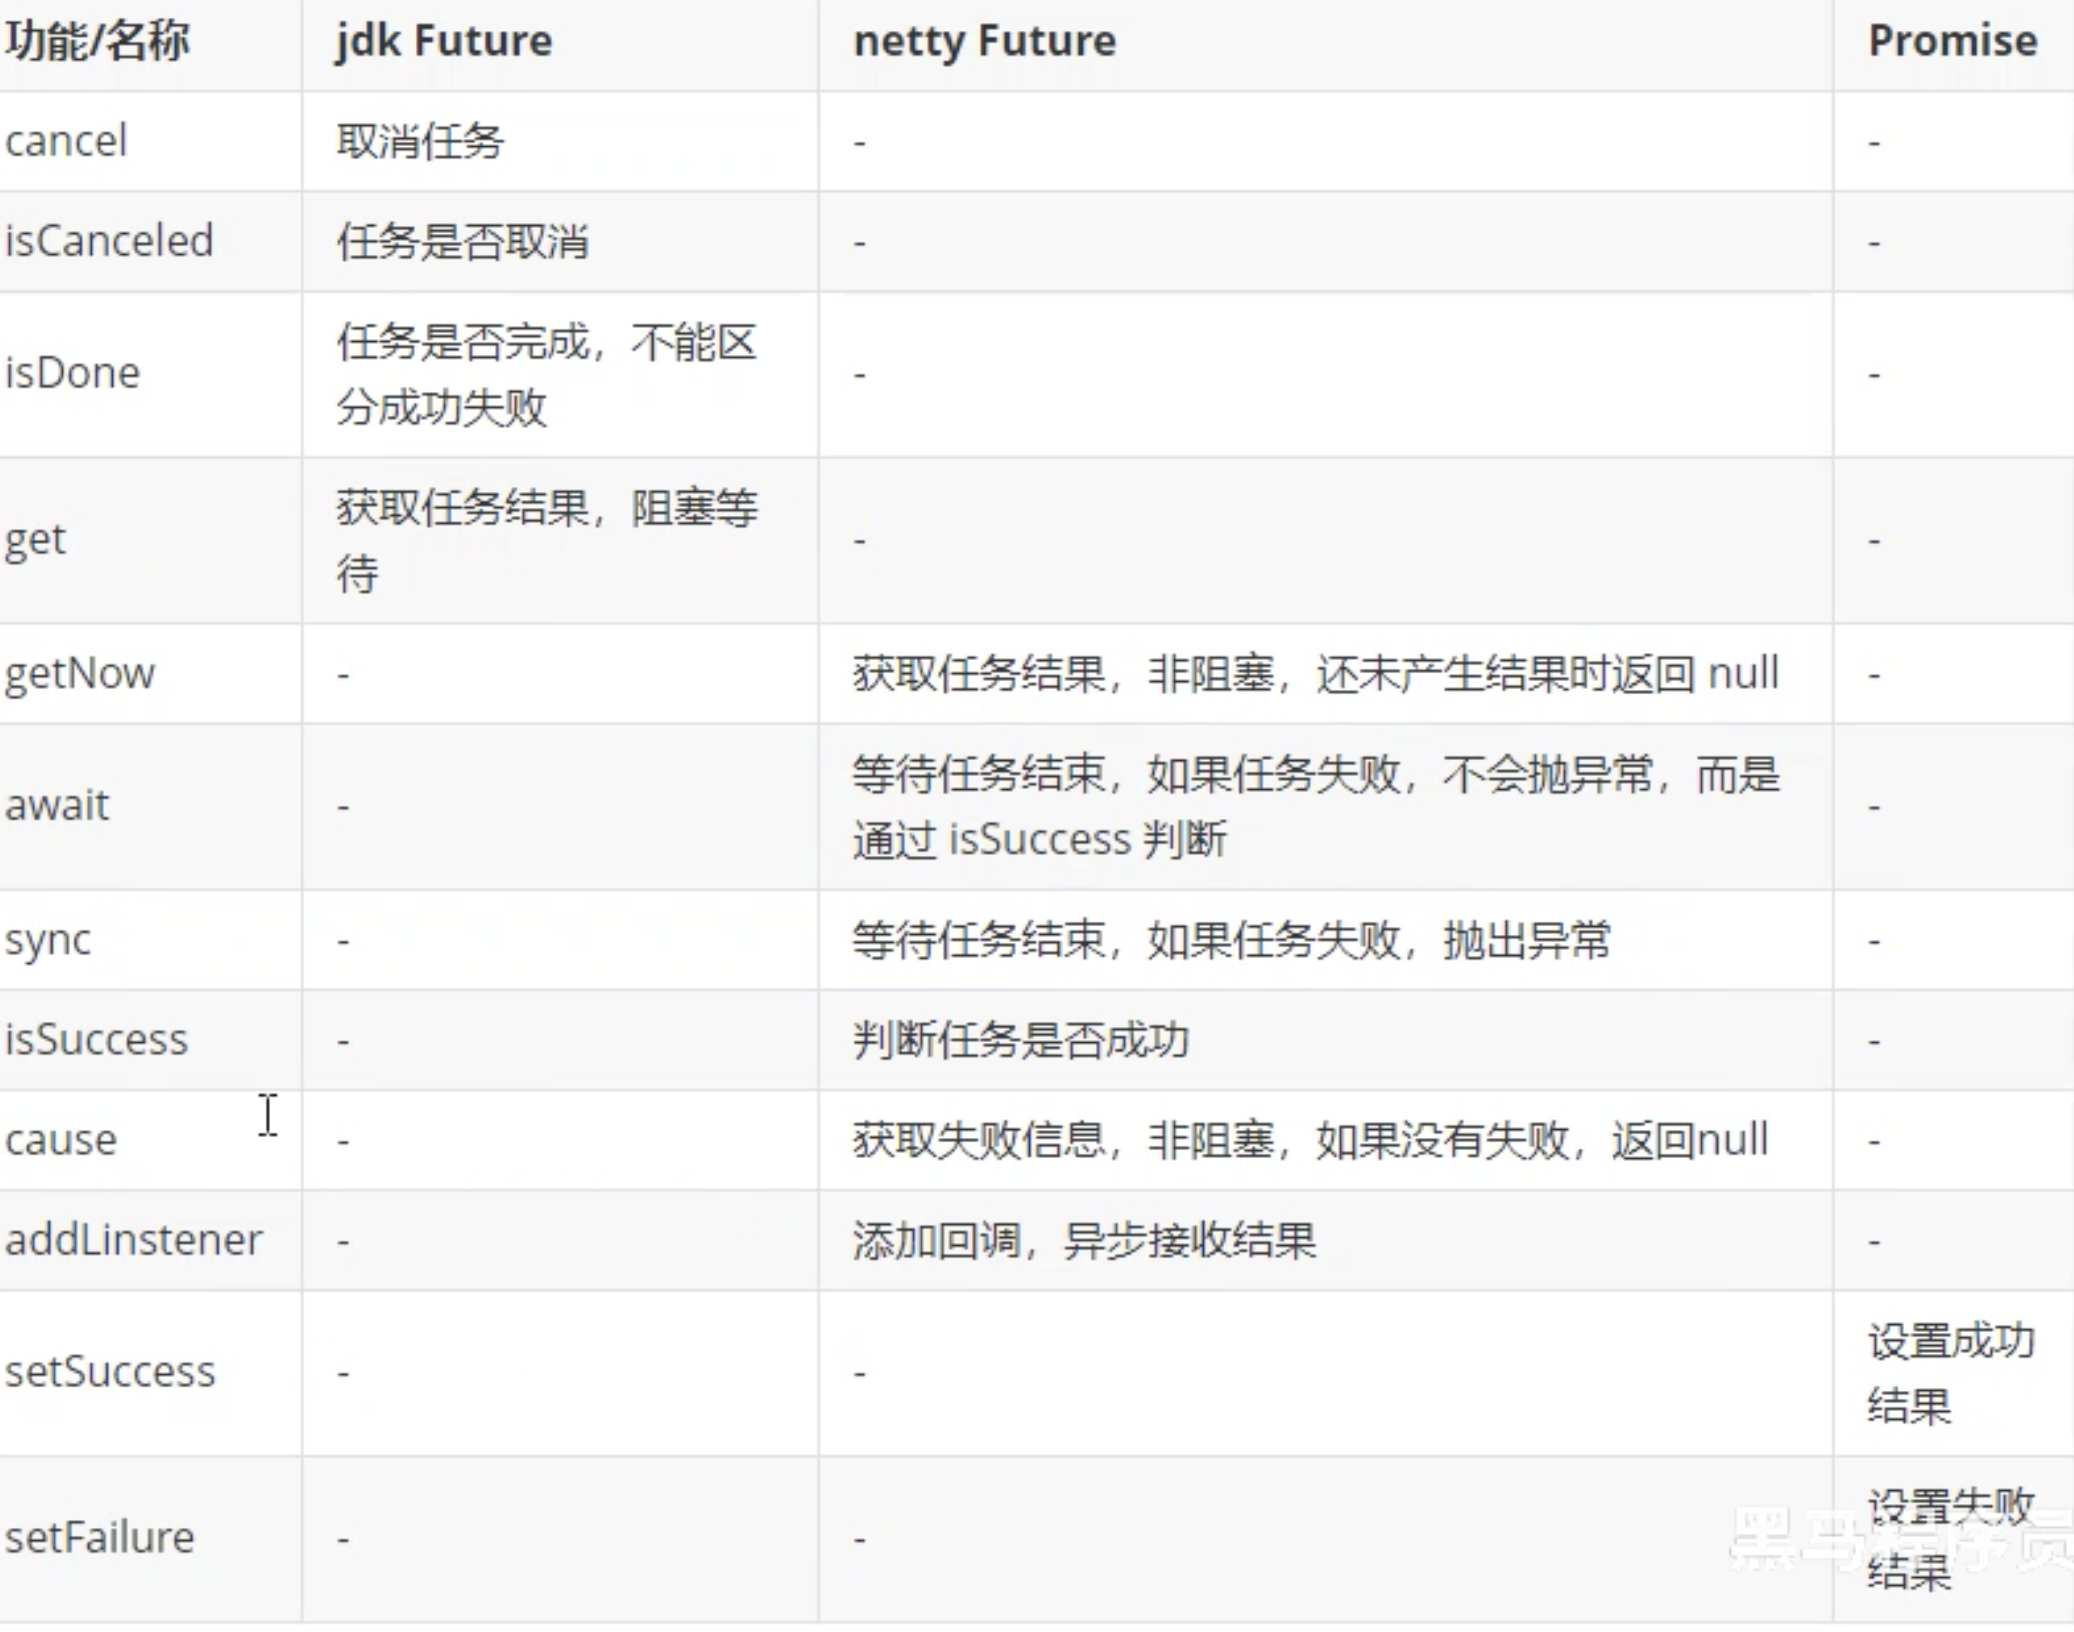 功能/名称 jdk Future netty Future Promise
cancel 取消任务 - -
isCanceled 任务是否取消 - -
isDone 任务是否完成，不能区
分成功失败 - -
get 获取任务结果，阻塞等
待 - -
getNow - 获取任务结果，非阻塞，还未产生结果时返回 null -
await - 等待任务结束，如果任务失败，不会抛异常，而是
通过 isSuccess 判断 -
sync - 等待任务结束，如果任务失败，抛出异常 -
isSuccess - 判断任务是否成功 -
cause - 获取失败信息，非阻塞，如果没有失败，返回null -
addLinstener - 添加回调，异步接收结果 -
setSuccess - - 设置成功
结果
setFailure - - 设置失败
结果
黑马程序员